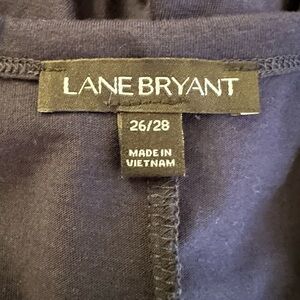 LANE BRYANT
26/28
MADE IN
VIETNAM